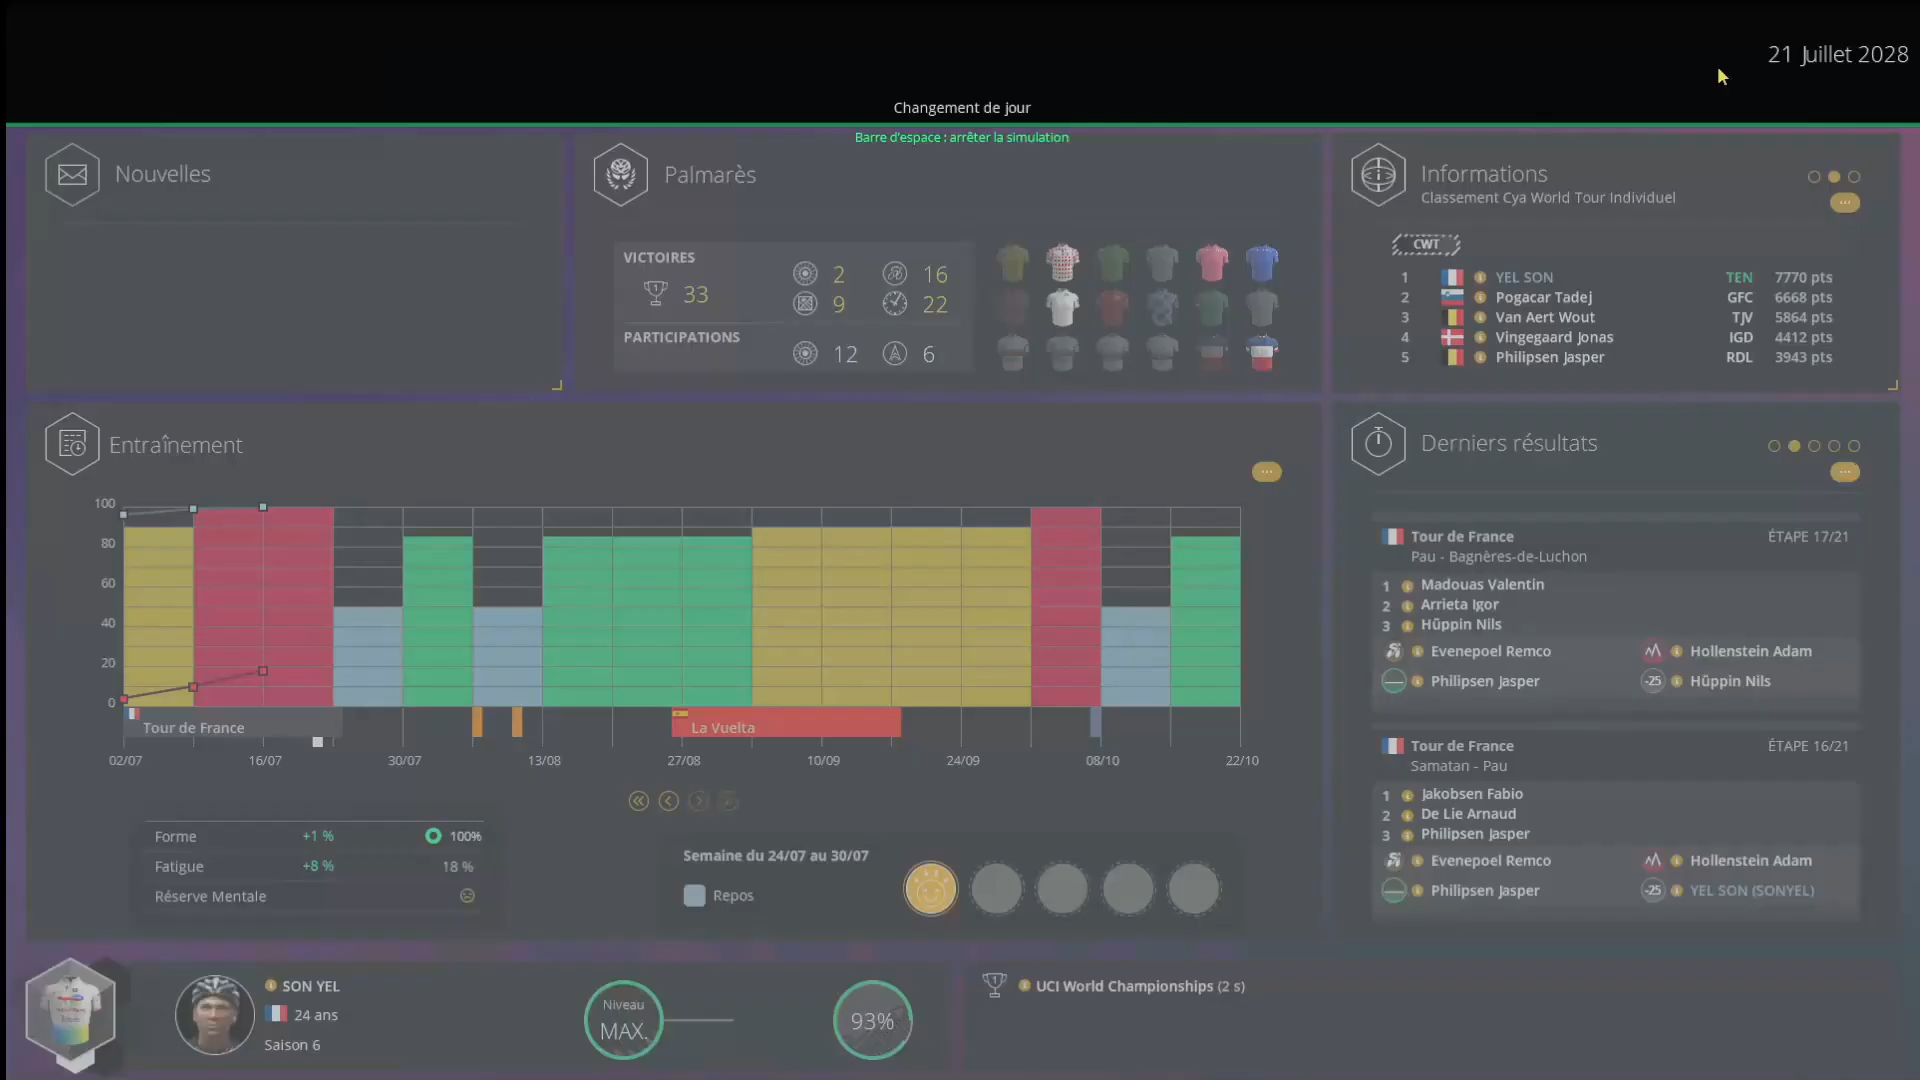 21 Juillet 2028
Changement de jour
Barre d'espace : arrêter la simulation
Nouvelles
Palmarès
VICTOIRES
33
2
16
9
22
PARTICIPATIONS
12
6
Informations
Classement Cya World Tour Individuel
...
CWT
1 YEL SON TEN 7770 pts
2 Pogacar Tadej GFC 6668 pts
3 Van Aert Wout TJV 5864 pts
4 Vingegaard Jonas IGD 4412 pts
5 Philipsen Jasper RDL 3943 pts
Entraînement
...
100
80
60
40
20
0
Tour de France
La Vuelta
02/07 16/07 30/07 13/08 27/08 10/09 24/09 08/10 22/10
Forme +1 % 100%
Fatigue +8 % 18 %
Réserve Mentale
Semaine du 24/07 au 30/07
Repos
Derniers résultats
...
Tour de France ÉTAPE 17/21
Pau - Bagnères-de-Luchon
1 Madouas Valentin
2 Arrieta Igor
3 Hüppin Nils
Evenepoel Remco Hollenstein Adam
Philipsen Jasper -25 Hüppin Nils
Tour de France ÉTAPE 16/21
Samatan - Pau
1 Jakobsen Fabio
2 De Lie Arnaud
3 Philipsen Jasper
Evenepoel Remco Hollenstein Adam
Philipsen Jasper -25 YEL SON (SONYEL)
SON YEL
24 ans
Saison 6
Niveau
MAX.
93%
UCI World Championships (2 s)